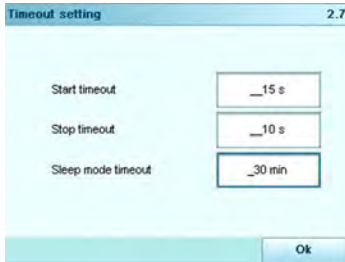 Timeout setting 2.7
Start timeout __15 s
Stop timeout __10 s
Sleep mode timeout _30 min
Ok